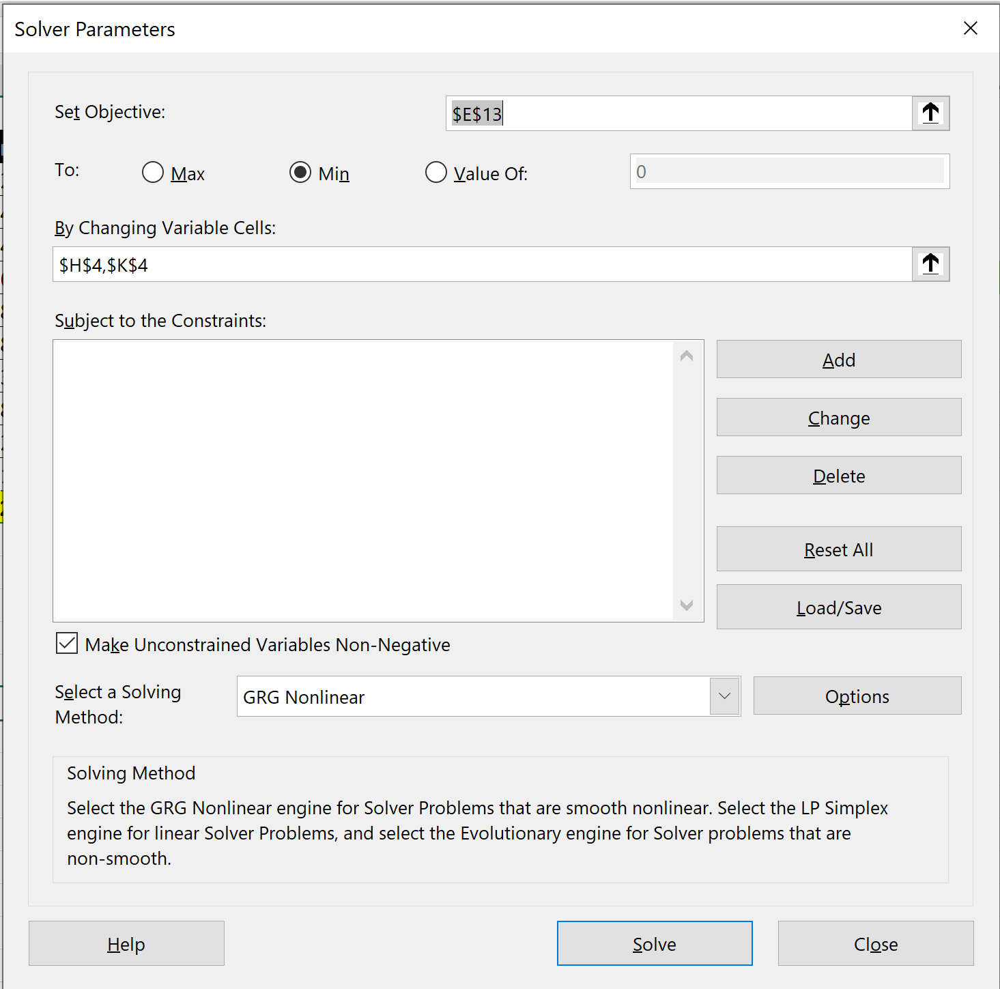 Solver Parameters
Set Objective:
$E$13
To:
Max
Min
Value Of:
0
By Changing Variable Cells:
$H$4,$K$4
Subject to the Constraints:
Add
Change
Delete
Reset All
Load/Save
Make Unconstrained Variables Non-Negative
Select a Solving
Method:
GRG Nonlinear
Options
Solving Method
Select the GRG Nonlinear engine for Solver Problems that are smooth nonlinear. Select the LP Simplex
engine for linear Solver Problems, and select the Evolutionary engine for Solver problems that are
non-smooth.
Help
Solve
Close